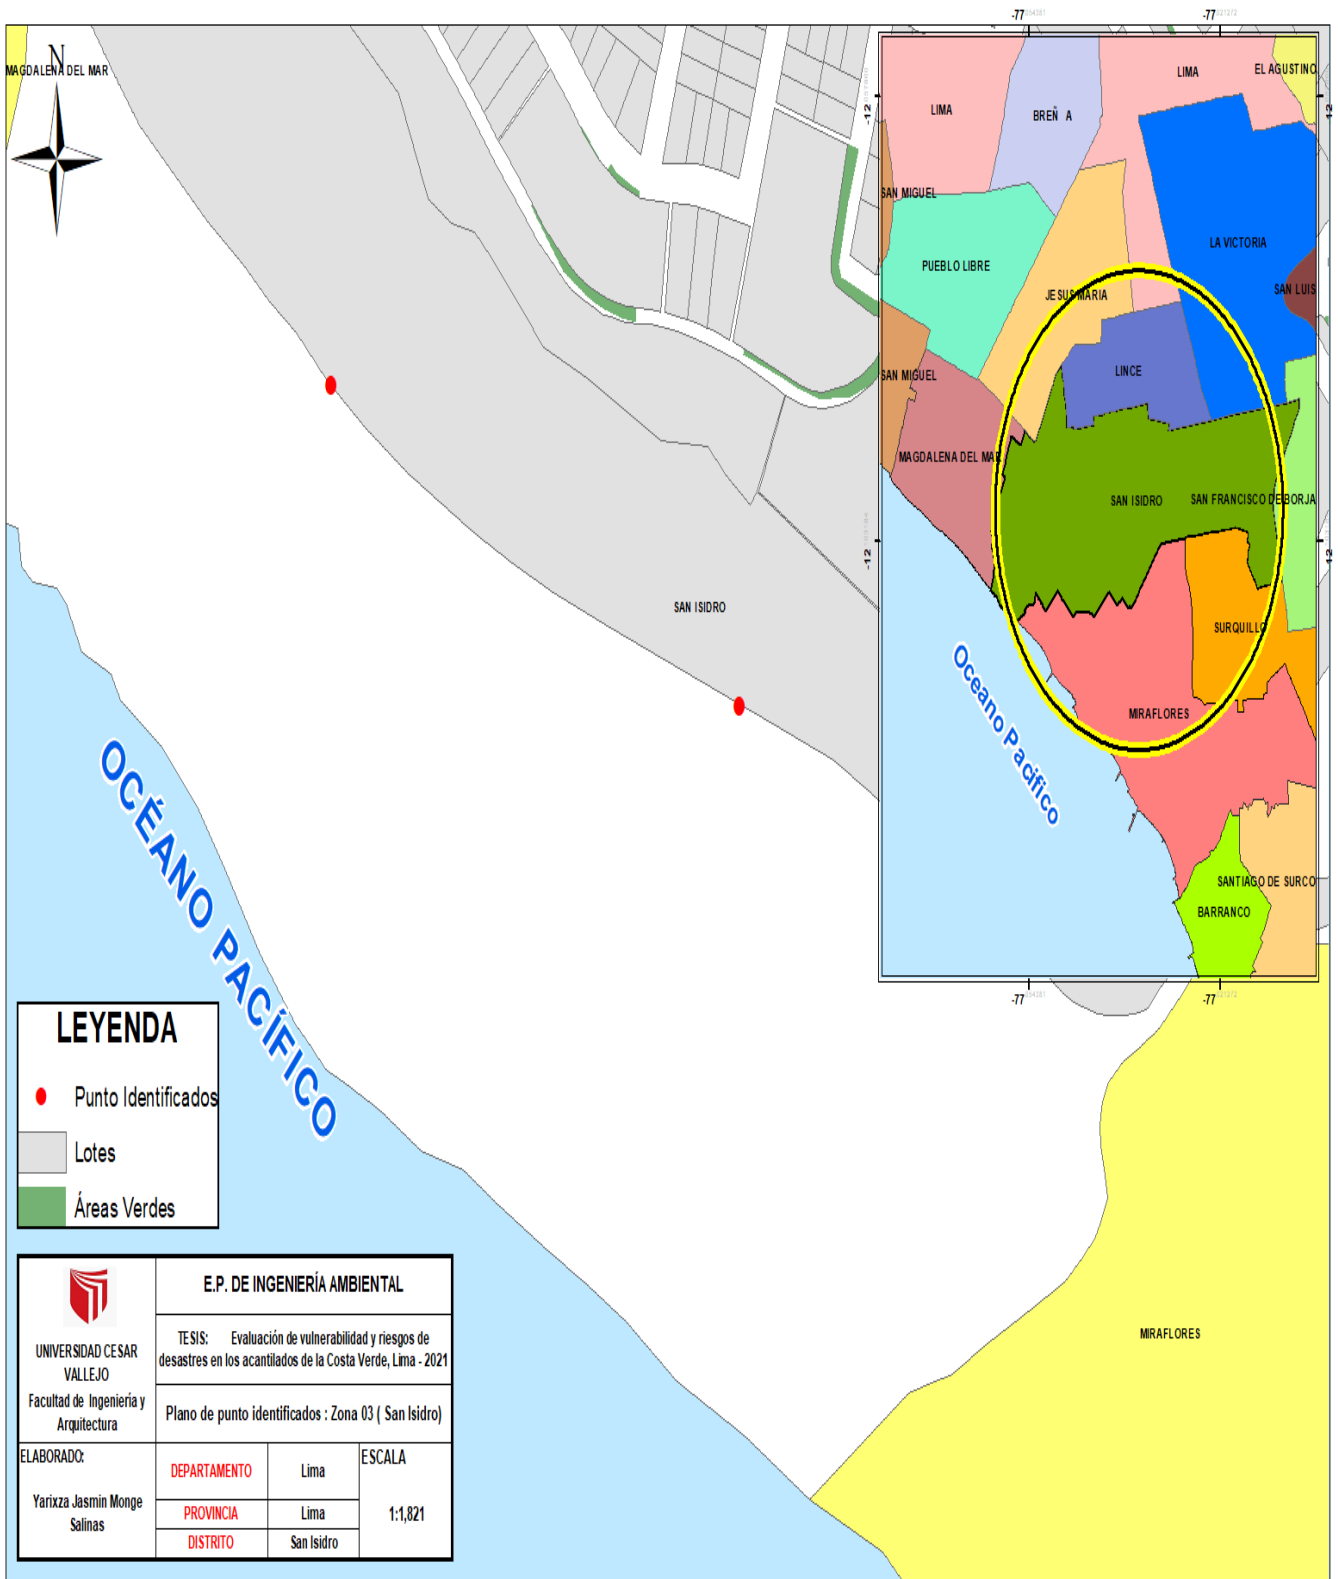 N
MAGDALENA DEL MAR
SAN ISIDRO
OCÉANO PACÍFICO
MIRAFLORES
-77
-77
-12
-12
12
12
-77
-77
LIMA
LIMA
EL AGUSTINO
BREÑ A
SAN MIGUEL
LA VICTORIA
PUEBLO LIBRE
JESUS MARIA
SAN LUIS
LINCE
SAN MIGUEL
MAGDALENA DEL MAR
SAN ISIDRO
SAN FRANCISCO DE BORJA
SURQUILLO
Oceano Pacifico
MIRAFLORES
SANTIAGO DE SURCO
BARRANCO
LEYENDA
Punto Identificados
Lotes
Áreas Verdes
UNIVERSIDAD CESAR
VALLEJO
Facultad de Ingeniería y
Arquitectura
E.P. DE INGENIERÍA AMBIENTAL
TESIS: Evaluación de vulnerabilidad y riesgos de
desastres en los acantilados de la Costa Verde, Lima - 2021
Plano de punto identificados : Zona 03 ( San Isidro)
ELABORADO:
Yarixza Jasmin Monge
Salinas
DEPARTAMENTO Lima
PROVINCIA Lima
DISTRITO San Isidro
ESCALA
1:1,821